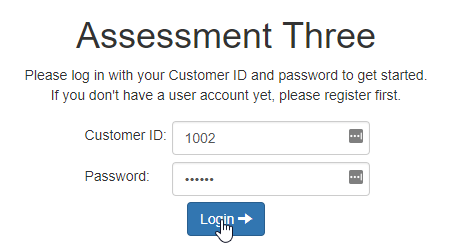 Assessment Three
Please log in with your Customer ID and password to get started.
If you don't have a user account yet, please register first.
Customer ID: 1002
Password: ••••••
Login